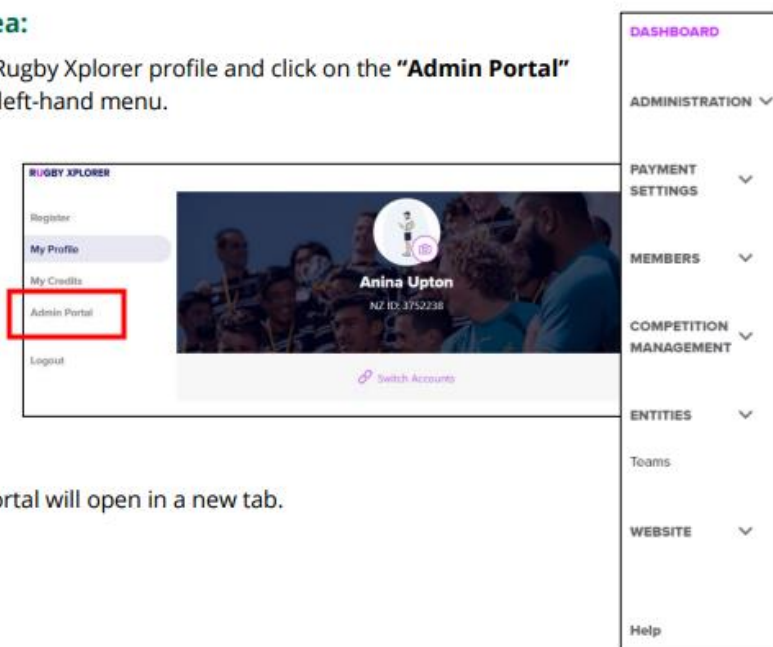 ea:
Rugby Xplorer profile and click on the “Admin Portal”
left-hand menu.
RUGBY XPLORER
Register
My Profile
My Credits
Admin Portal
Logout
Anina Upton
NZ ID: 3752238
Switch Accounts
ortal will open in a new tab.
DASHBOARD
ADMINISTRATION
PAYMENT
SETTINGS
MEMBERS
COMPETITION
MANAGEMENT
ENTITIES
Teams
WEBSITE
Help